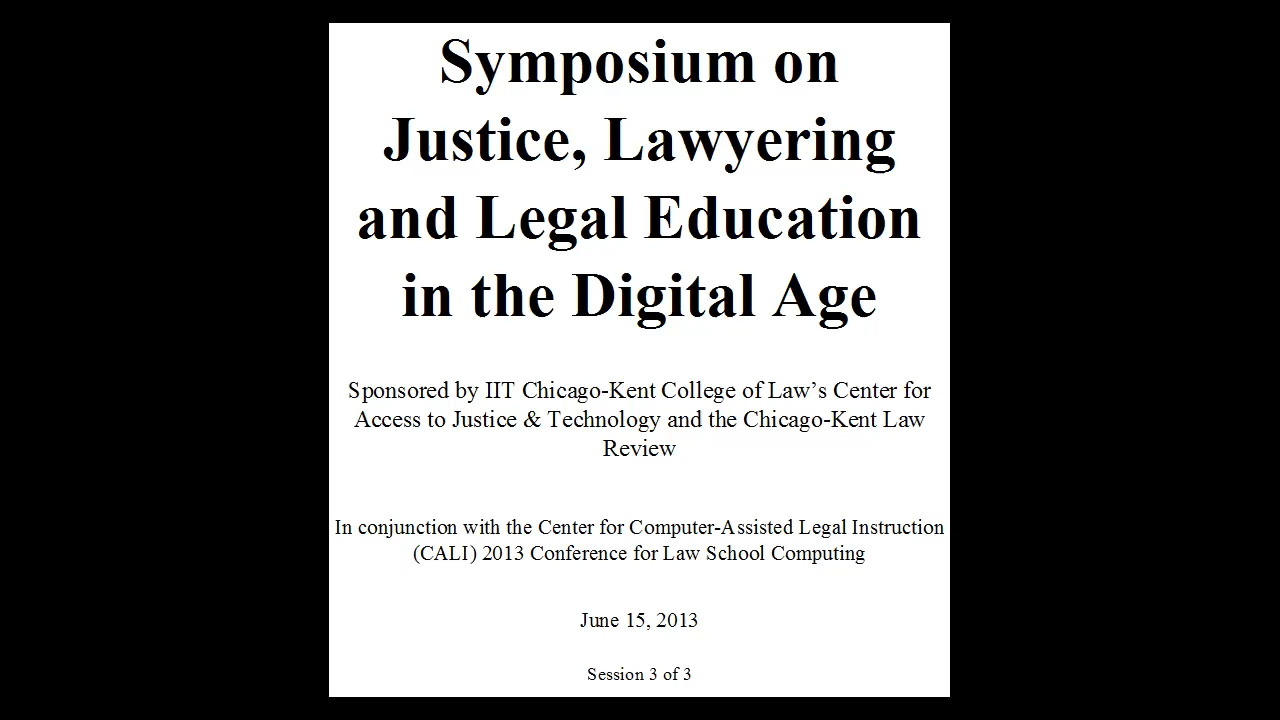 Symposium on
Justice, Lawyering
and Legal Education
in the Digital Age
Sponsored by IIT Chicago-Kent College of Law’s Center for
Access to Justice & Technology and the Chicago-Kent Law
Review
In conjunction with the Center for Computer-Assisted Legal Instruction
(CALI) 2013 Conference for Law School Computing
June 15, 2013
Session 3 of 3